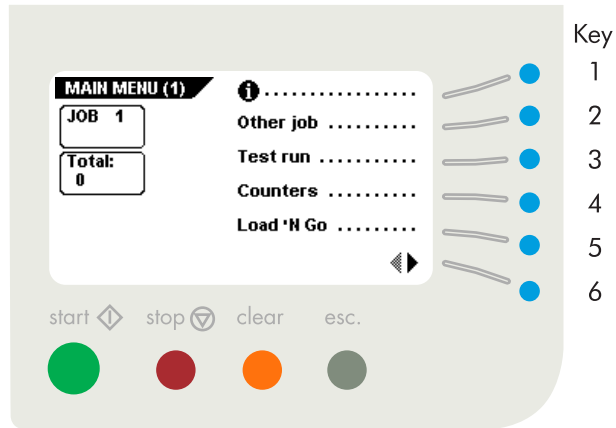 Key
MAIN MENU (1)
JOB 1
Total:
0
i ..................
Other job ..........
Test run ...........
Counters ..........
Load 'N Go .........
1
2
3
4
5
6
start
stop
clear
esc.